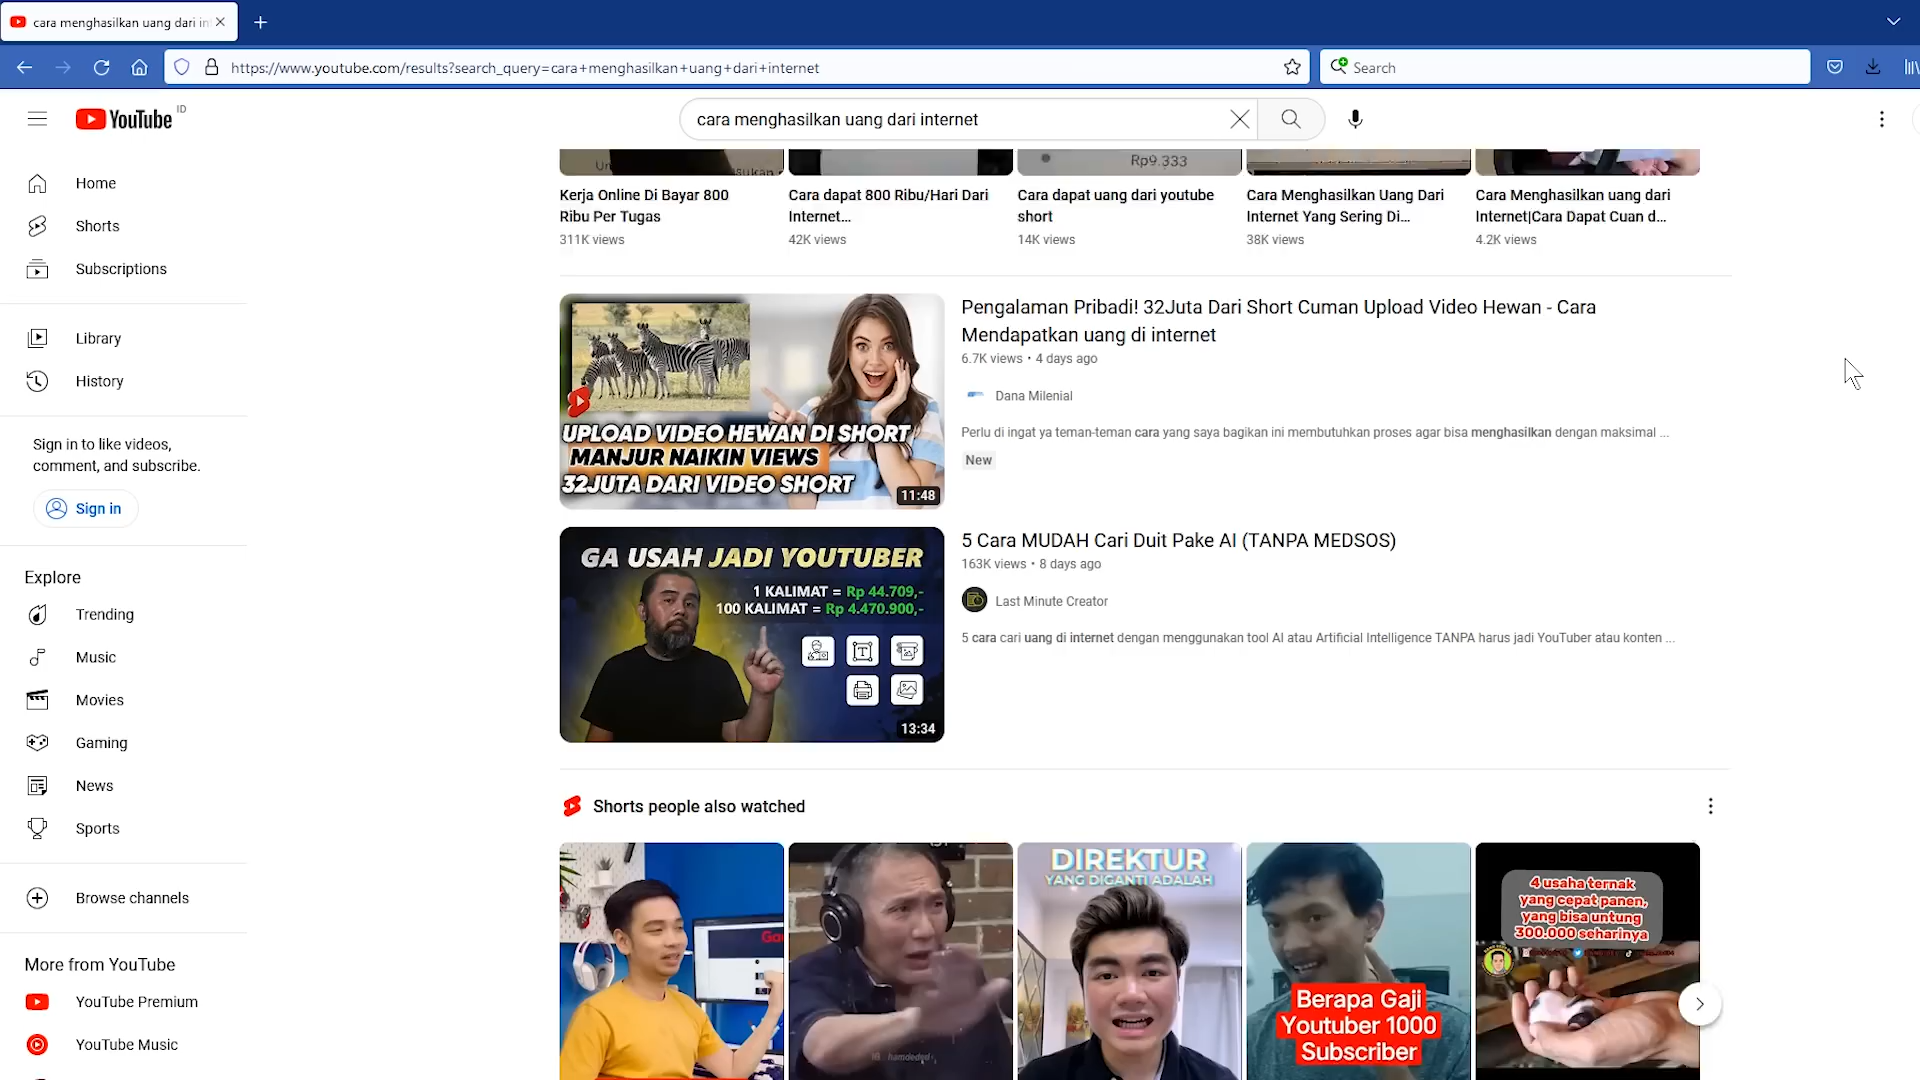 cara menghasilkan uang dari in
https://www.youtube.com/results?search_query=cara+menghasilkan+uang+dari+internet
Search
YouTube ID
cara menghasilkan uang dari internet
Home
Shorts
Subscriptions
Library
History
Sign in to like videos,
comment, and subscribe.
Sign in
Explore
Trending
Music
Movies
Gaming
News
Sports
Browse channels
More from YouTube
YouTube Premium
YouTube Music
Rp9.333
Kerja Online Di Bayar 800
Ribu Per Tugas
311K views
Cara dapat 800 Ribu/Hari Dari
Internet...
42K views
Cara dapat uang dari youtube
short
14K views
Cara Menghasilkan Uang Dari
Internet Yang Sering Di...
38K views
Cara Menghasilkan uang dari
Internet|Cara Dapat Cuan d...
4.2K views
UPLOAD VIDEO HEWAN DI SHORT
MANJUR NAIKIN VIEWS
32JUTA DARI VIDEO SHORT
11:48
Pengalaman Pribadi! 32Juta Dari Short Cuman Upload Video Hewan - Cara
Mendapatkan uang di internet
6.7K views • 4 days ago
Dana Milenial
Perlu di ingat ya teman-teman cara yang saya bagikan ini membutuhkan proses agar bisa menghasilkan dengan maksimal ...
New
GA USAH JADI YOUTUBER
1 KALIMAT = Rp 44.709,-
100 KALIMAT = Rp 4.470.900,-
T
13:34
5 Cara MUDAH Cari Duit Pake AI (TANPA MEDSOS)
163K views • 8 days ago
Last Minute Creator
5 cara cari uang di internet dengan menggunakan tool AI atau Artificial Intelligence TANPA harus jadi YouTuber atau konten ...
Shorts people also watched
DIREKTUR
YANG DIGANTI ADALAH
Berapa Gaji
Youtuber 1000
Subscriber
4 usaha ternak
yang cepat panen,
yang bisa untung
300.000 seharinya